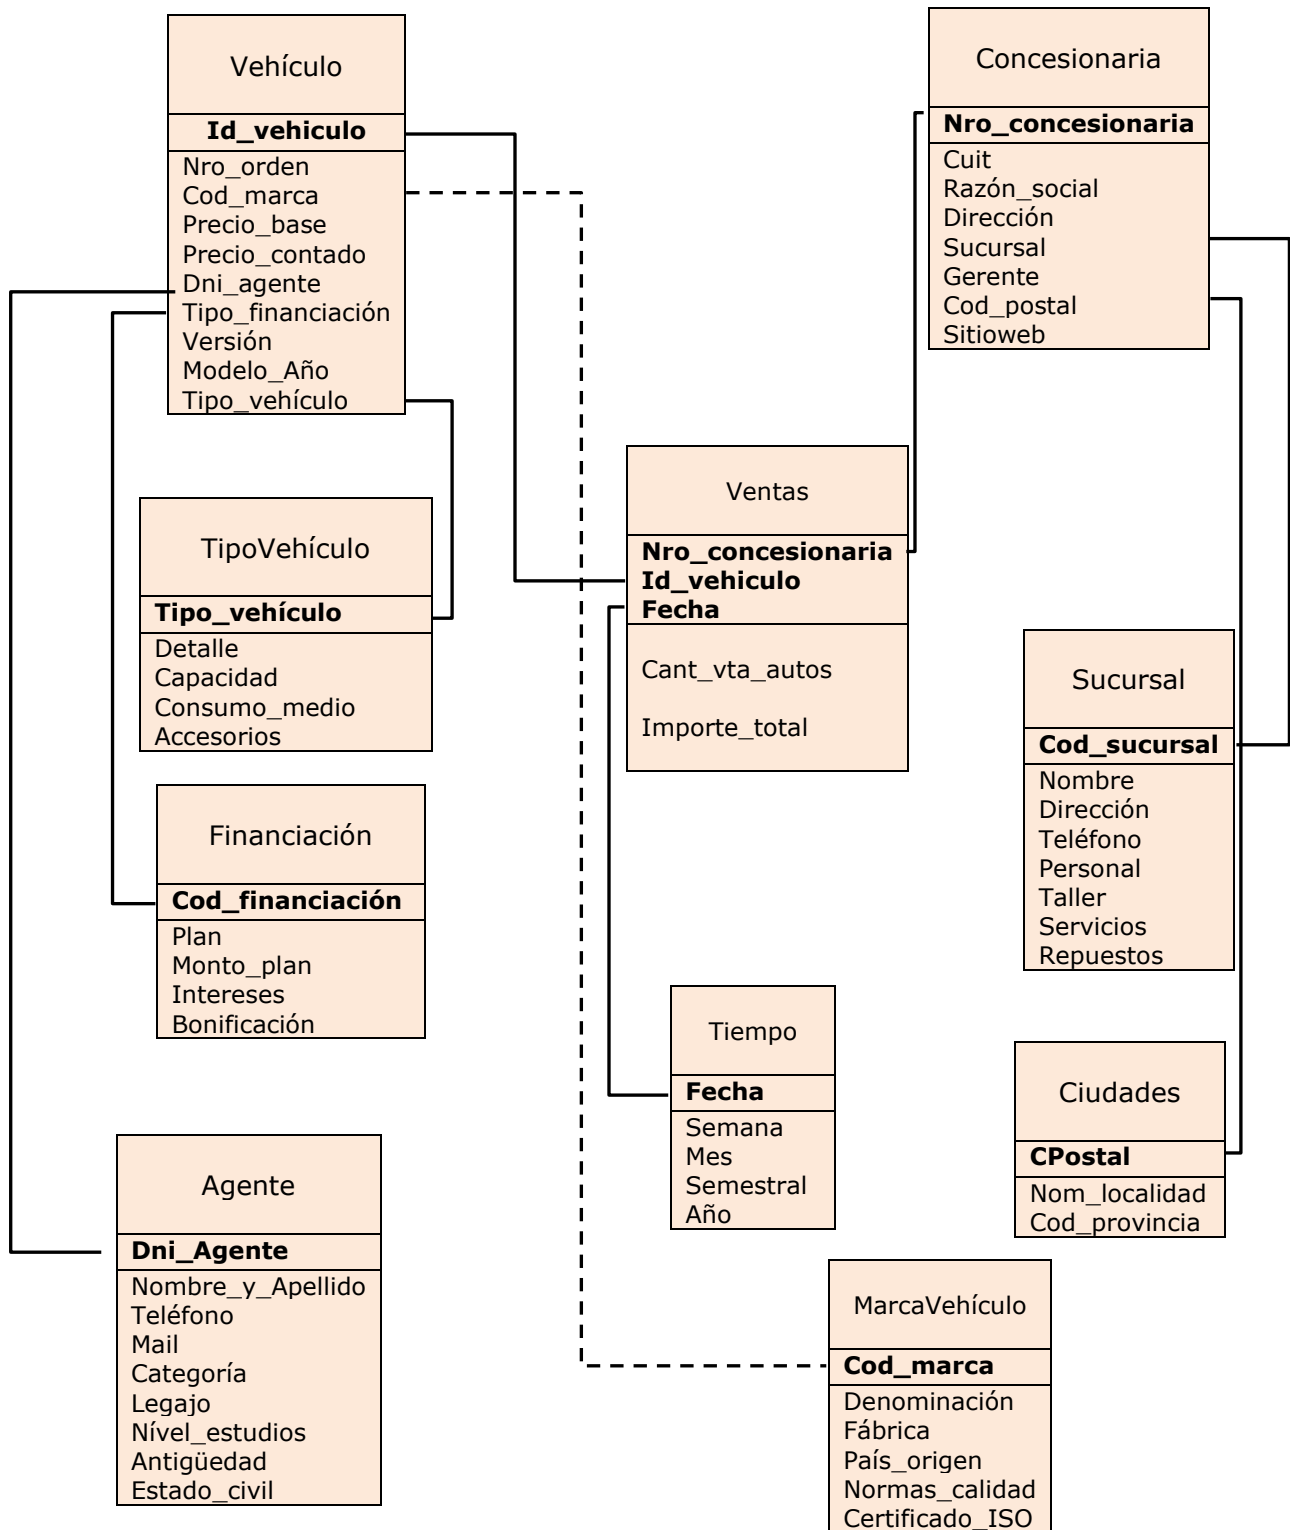 Vehículo
Id_vehiculo
Nro_orden
Cod_marca
Precio_base
Precio_contado
Dni_agente
Tipo_financiación
Versión
Modelo_Año
Tipo_vehículo
Concesionaria
Nro_concesionaria
Cuit
Razón_social
Dirección
Sucursal
Gerente
Cod_postal
Sitioweb
TipoVehículo
Tipo_vehículo
Detalle
Capacidad
Consumo_medio
Accesorios
Ventas
Nro_concesionaria
Id_vehiculo
Fecha
Cant_vta_autos
Importe_total
Sucursal
Cod_sucursal
Nombre
Dirección
Teléfono
Personal
Taller
Servicios
Repuestos
Financiación
Cod_financiación
Plan
Monto_plan
Intereses
Bonificación
Tiempo
Fecha
Semana
Mes
Semestral
Año
Ciudades
CPostal
Nom_localidad
Cod_provincia
Agente
Dni_Agente
Nombre_y_Apellido
Teléfono
Mail
Categoría
Legajo
Nível_estudios
Antigüedad
Estado_civil
MarcaVehículo
Cod_marca
Denominación
Fábrica
País_origen
Normas_calidad
Certificado_ISO